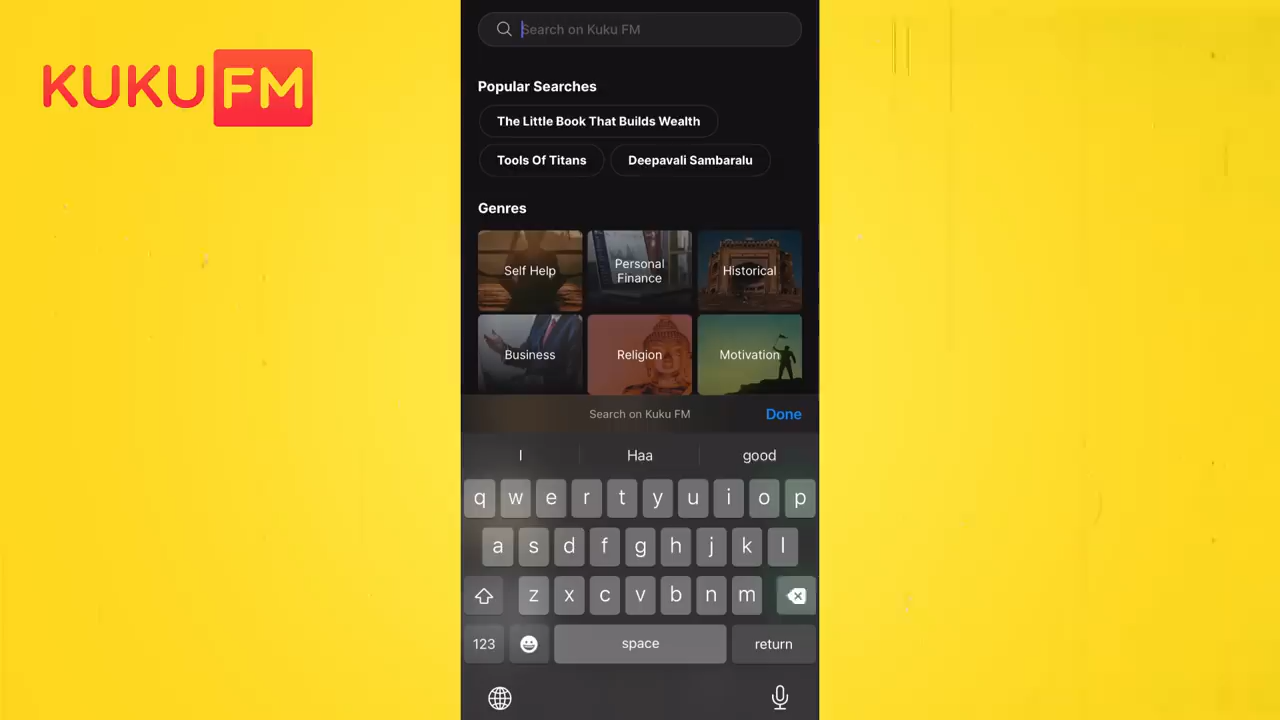 KUKU FM
Search on Kuku FM
Popular Searches
The Little Book That Builds Wealth
Tools Of Titans
Deepavali Sambaralu
Genres
Self Help
Personal
Finance
Historical
Business
Religion
Motivation
Search on Kuku FM
Done
I
Haa
good
q w e r t y u i o p
a s d f g h j k l
z x c v b n m
123
space
return